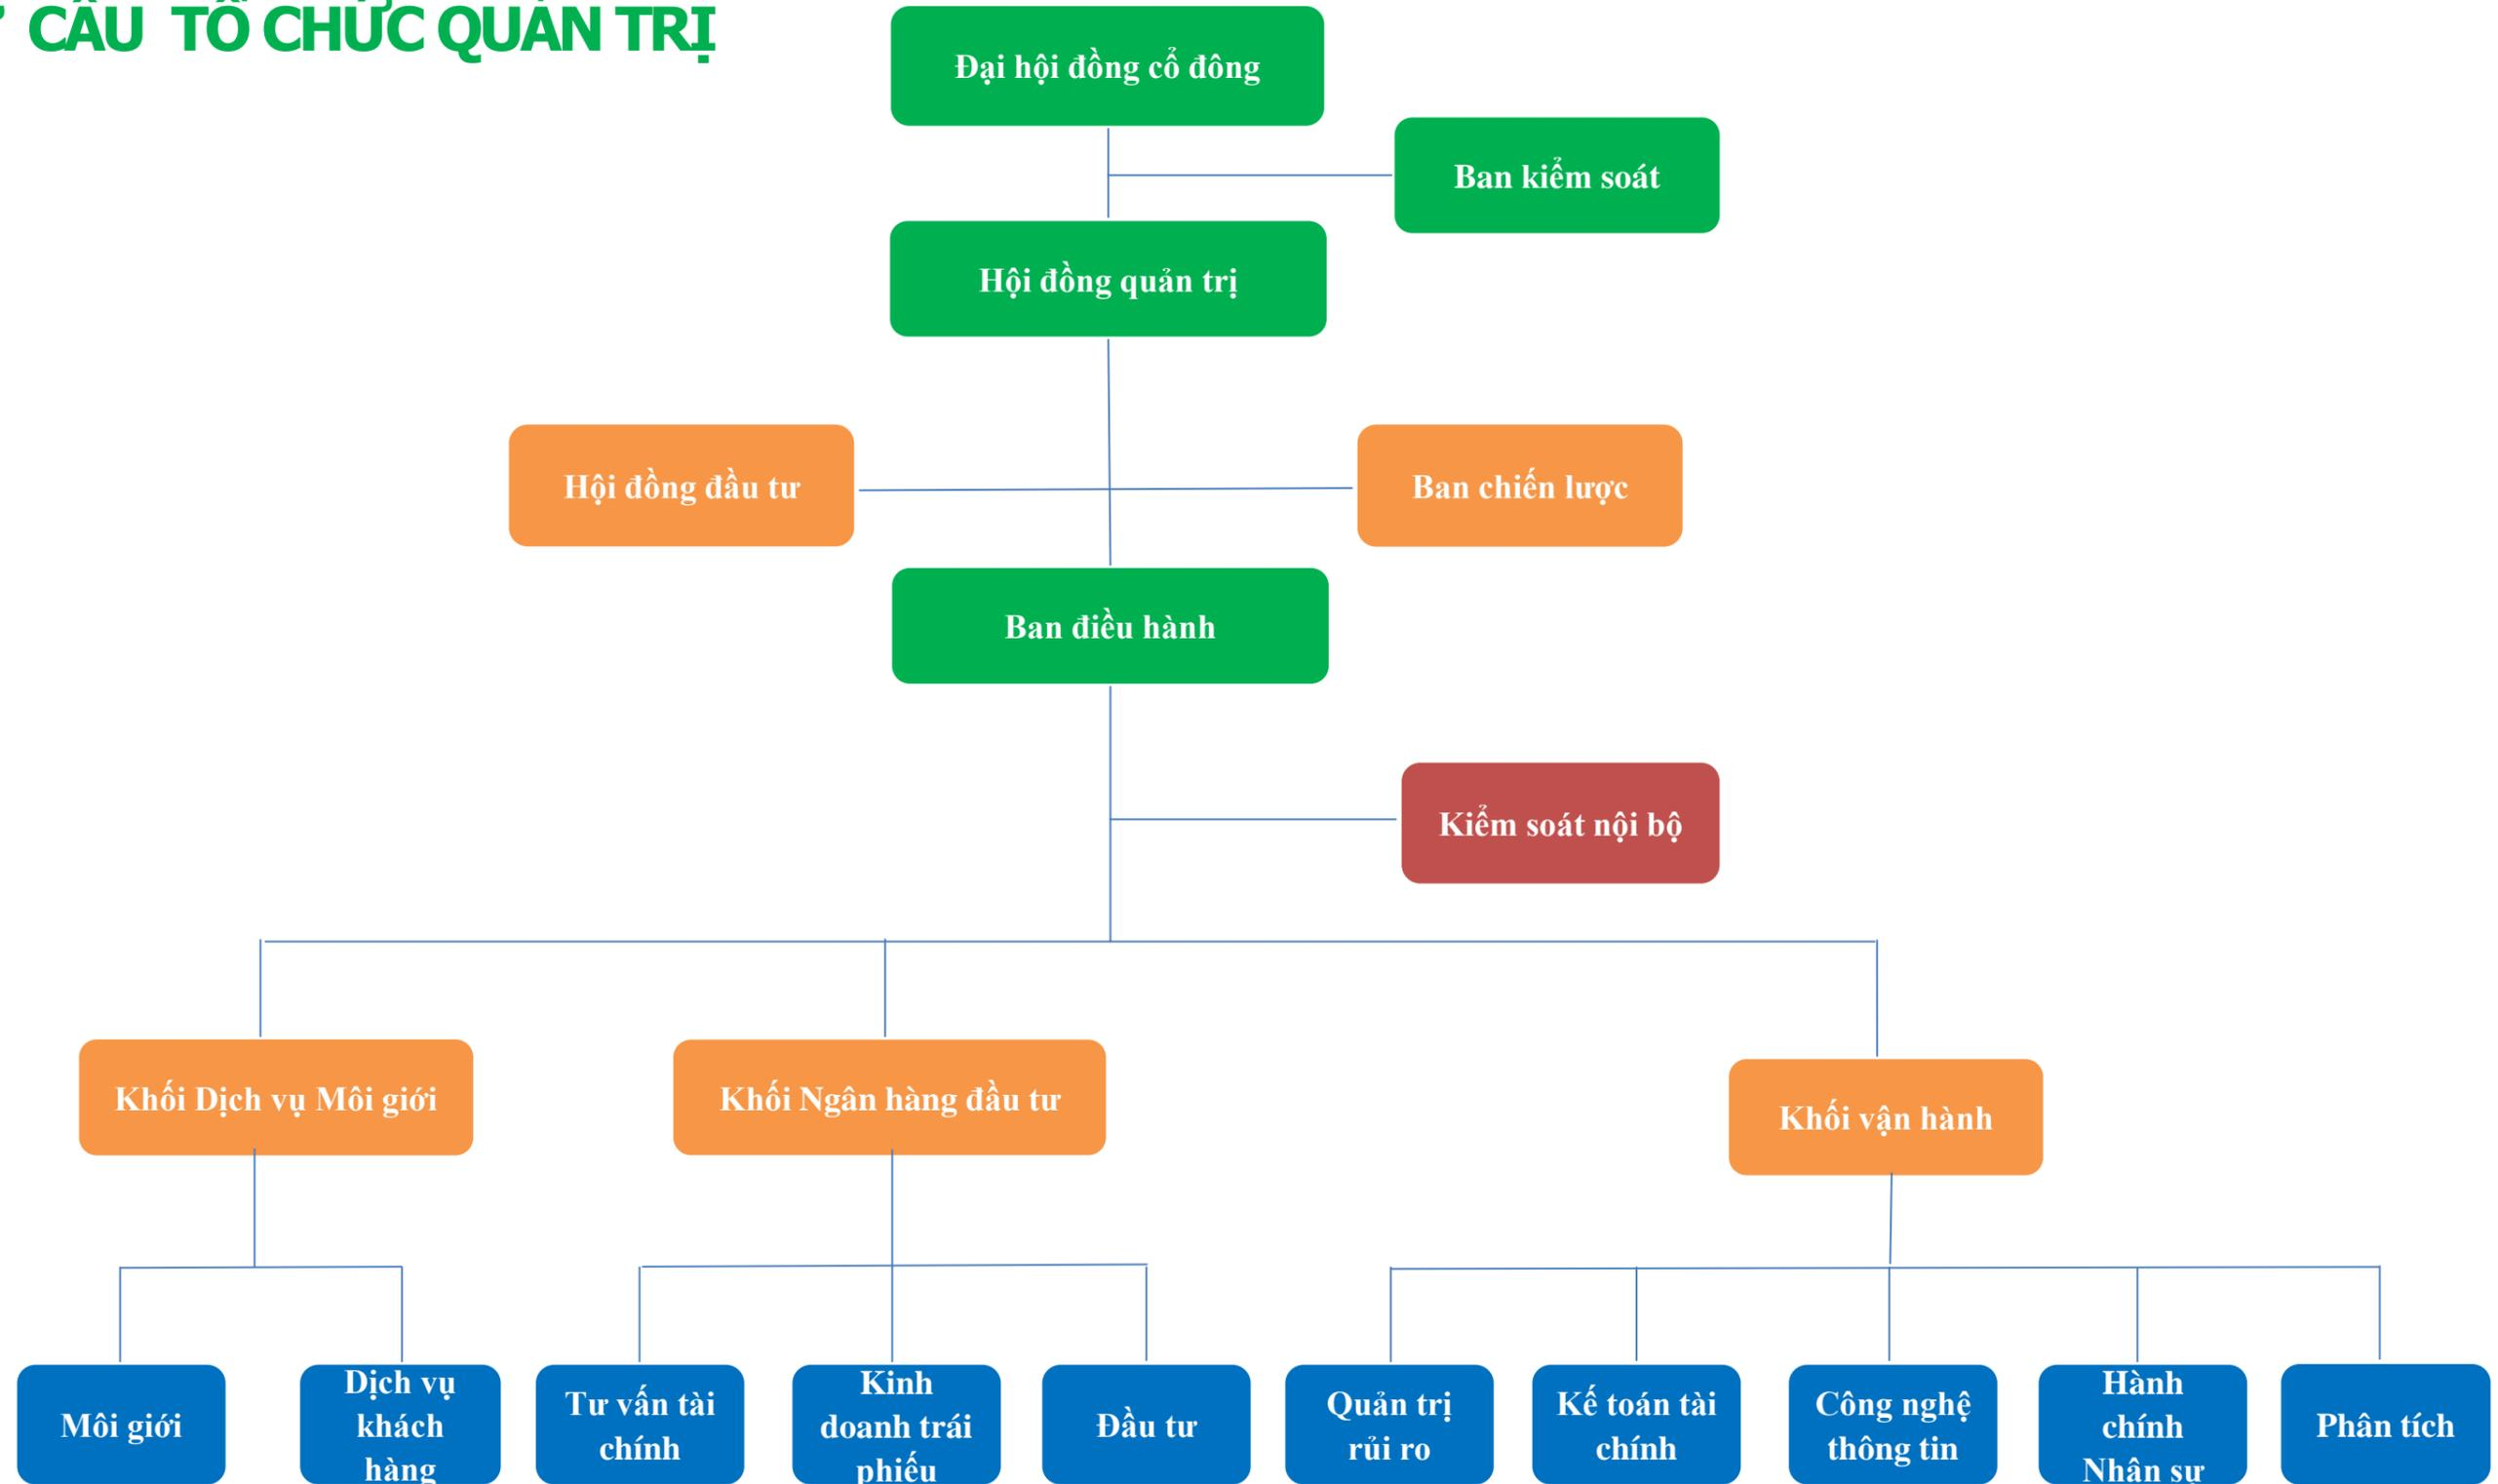 CẤU TỔ CHỨC QUẢN TRỊ
Đại hội đồng cổ đông
Ban kiểm soát
Hội đồng quản trị
Hội đồng đầu tư
Ban chiến lược
Ban điều hành
Kiểm soát nội bộ
Khối Dịch vụ Môi giới
Khối Ngân hàng đầu tư
Khối vận hành
Môi giới
Dịch vụ
khách
hàng
Tư vấn tài
chính
Kinh
doanh trái
phiếu
Đầu tư
Quản trị
rủi ro
Kế toán tài
chính
Công nghệ
thông tin
Hành
chính
Nhân sự
Phân tích